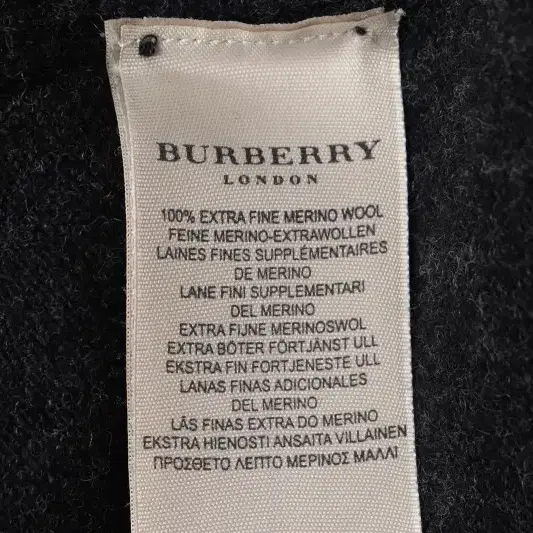 BURBERRY
LONDON
100% EXTRA FINE MERINO WOOL
FEINE MERINO-EXTRAWOLLEN
LAINES FINES SUPPLÉMENTAIRES
DE MERINO
LANE FINI SUPPLEMENTARI
DEL MERINO
EXTRA FIJNE MERINOSWOL
EXTRA BÖTER FÖRTJÄNST ULL
EKSTRA FIN FORTJENESTE ULL
LANAS FINAS ADICIONALES
DEL MERINO
LÃS FINAS EXTRA DO MERINO
EKSTRA HIENOSTI ANSAITA VILLAINEN
ΠΡΟΣΘΕΤΟ ΛΕΠΤΟ ΜΕΡΙΝΟΣ ΜΑΛΛΙ